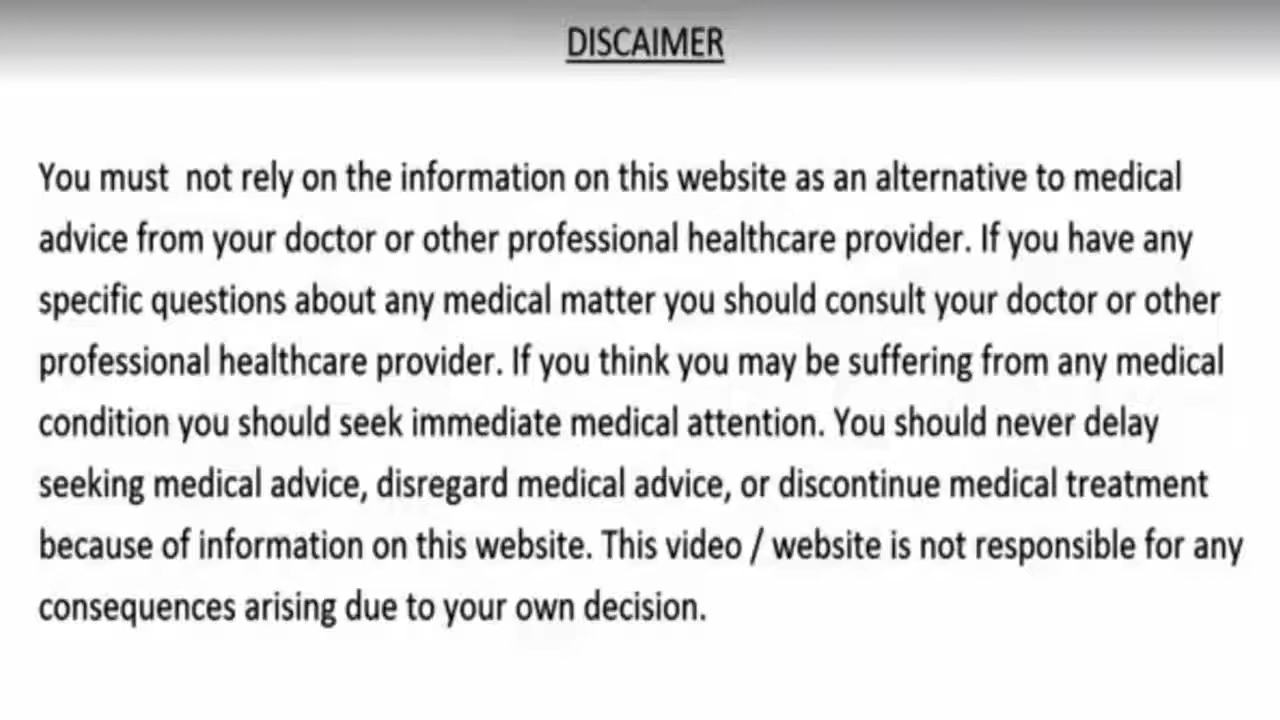 DISCAIMER
You must  not rely on the information on this website as an alternative to medical
advice from your doctor or other professional healthcare provider. If you have any
specific questions about any medical matter you should consult your doctor or other
professional healthcare provider. If you think you may be suffering from any medical
condition you should seek immediate medical attention. You should never delay
seeking medical advice, disregard medical advice, or discontinue medical treatment
because of information on this website. This video / website is not responsible for any
consequences arising due to your own decision.